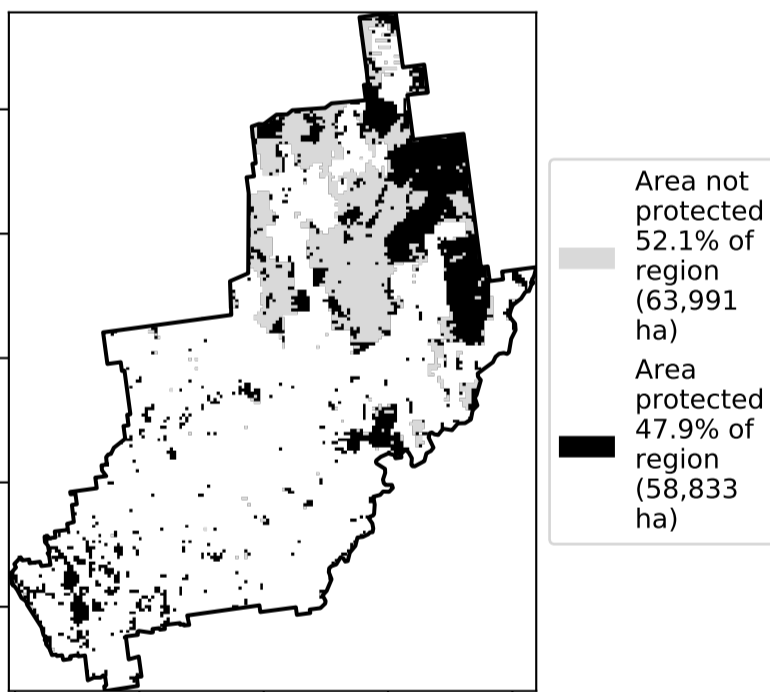 Area not
protected
52.1% of
region
(63,991
ha)
Area
protected
47.9% of
region
(58,833
ha)